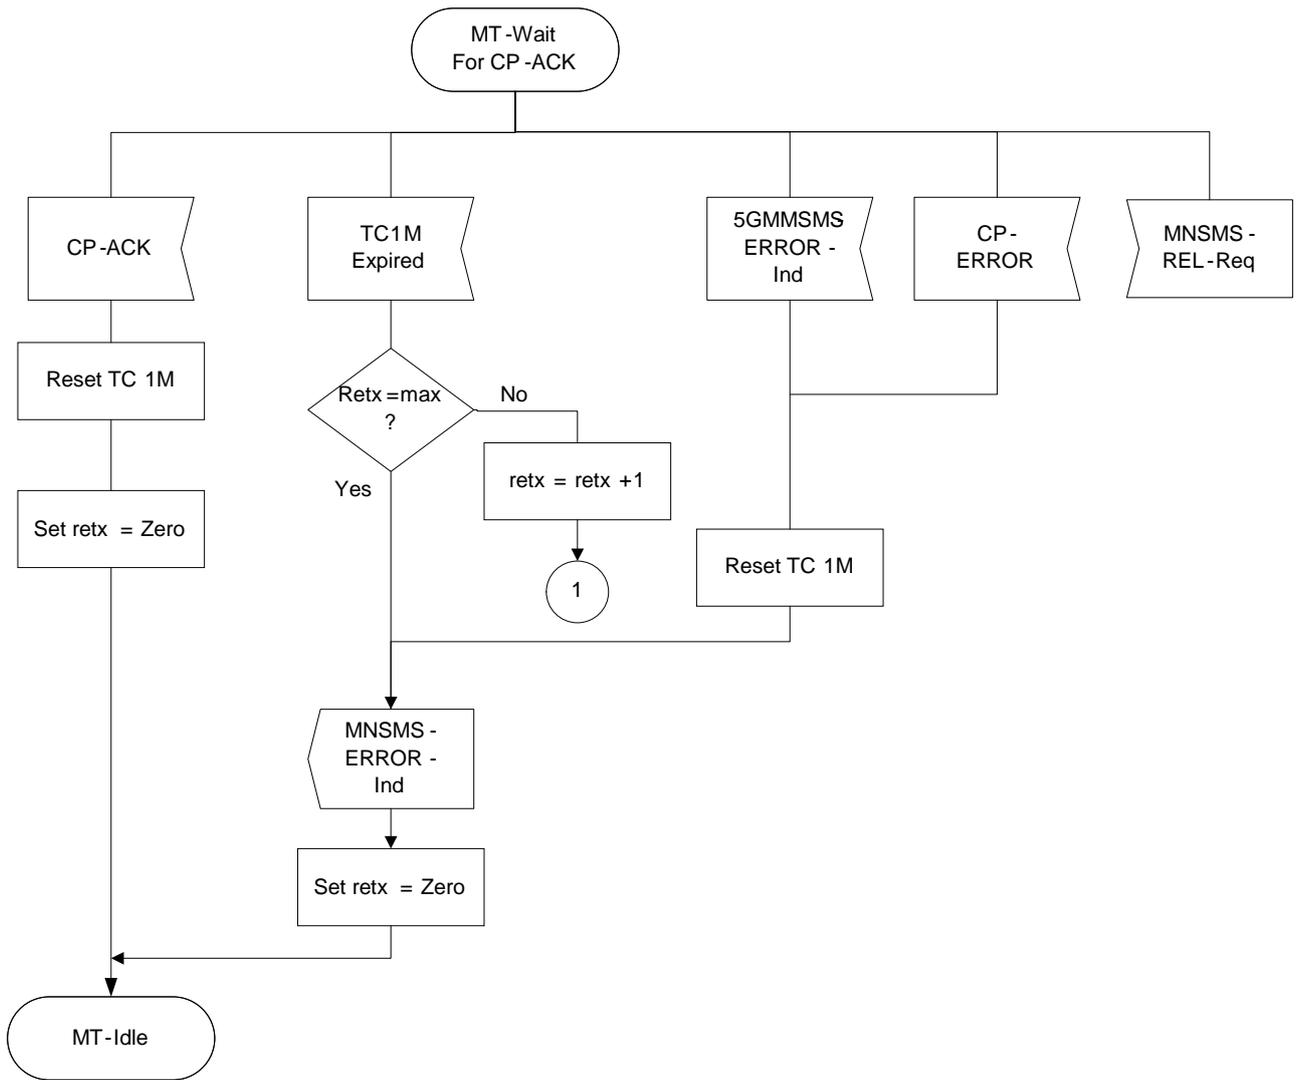 MT-Wait
For CP-ACK
CP-ACK
TC1M
Expired
5GMMSMS-
ERROR-
Ind
CP-
ERROR
MNSMS-
REL-Req
Reset TC 1M
Retx=max
?
No
Yes
retx = retx +1
Set retx = Zero
1
Reset TC 1M
MNSMS-
ERROR-
Ind
Set retx = Zero
MT-Idle